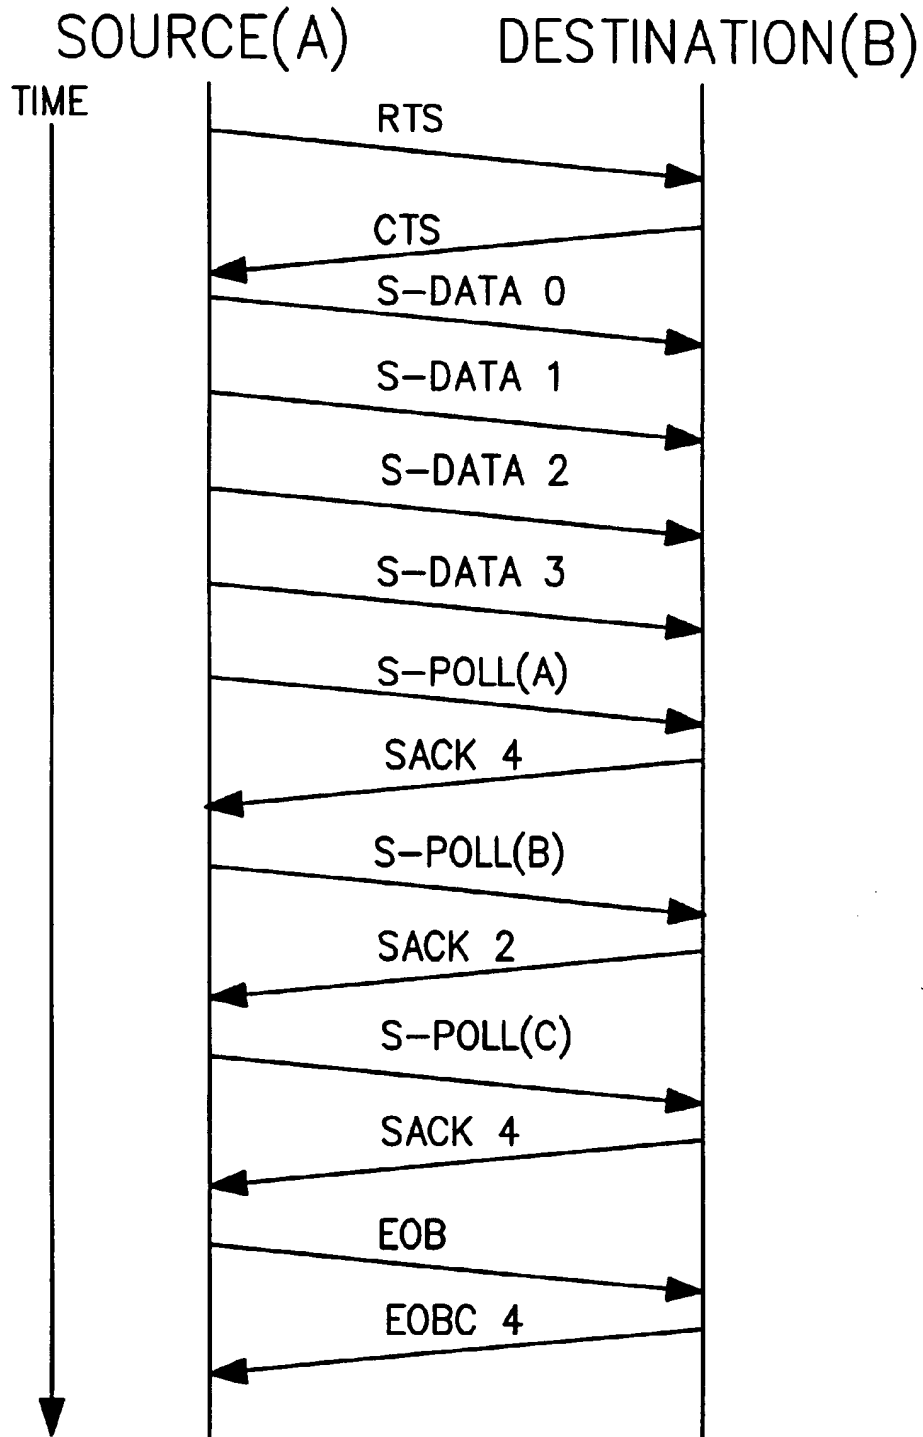 SOURCE(A) DESTINATION(B)
TIME
RTS
CTS
S-DATA 0
S-DATA 1
S-DATA 2
S-DATA 3
S-POLL(A)
SACK 4
S-POLL(B)
SACK 2
S-POLL(C)
SACK 4
EOB
EOBC 4